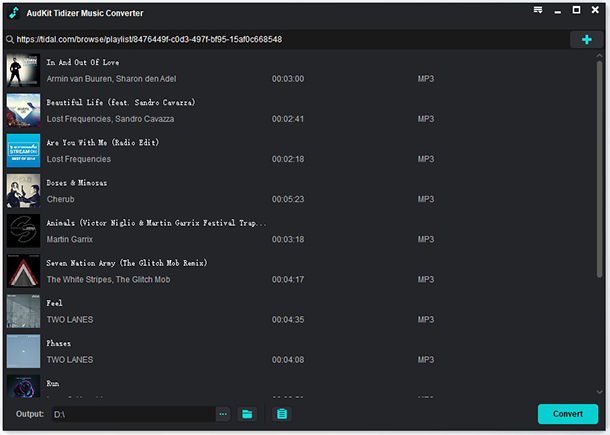 AudKit Tidizer Music Converter
https://tidal.com/browse/playlist/8476449f-c0d3-497f-bf95-15af0c668548
In And Out Of Love
Armin van Buuren, Sharon den Adel 00:03:00 MP3
Beautiful Life (feat. Sandro Cavazza)
Lost Frequencies, Sandro Cavazza 00:02:41 MP3
Are You With Me (Radio Edit)
Lost Frequencies 00:02:18 MP3
Doses & Mimosas
Cherub 00:05:23 MP3
Animals (Victor Niglio & Martin Garrix Festival Trap...
Martin Garrix 00:03:18 MP3
Seven Nation Army (The Glitch Mob Remix)
The White Stripes, The Glitch Mob 00:04:17 MP3
Feel
TWO LANES 00:04:35 MP3
Phases
TWO LANES 00:04:08 MP3
Run
Output: D:\ ... Convert